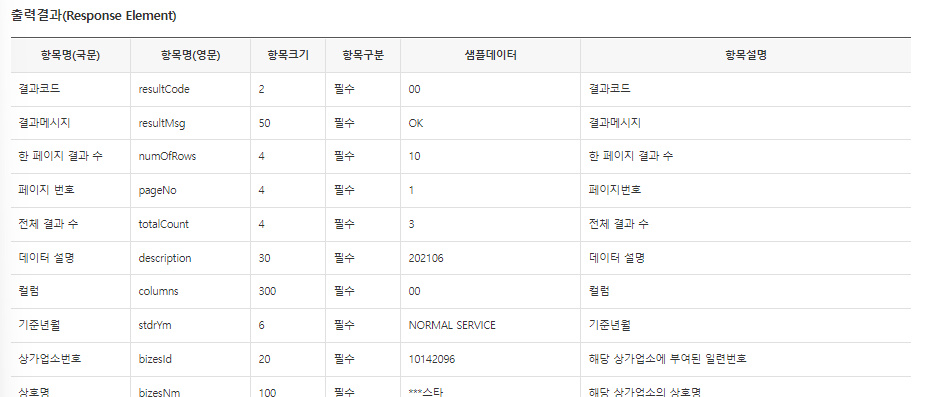 출력결과(Response Element)
항목명(국문) 항목명(영문) 항목크기 항목구분 샘플데이터 항목설명
결과코드 resultCode 2 필수 00 결과코드
결과메시지 resultMsg 50 필수 OK 결과메시지
한 페이지 결과 수 numOfRows 4 필수 10 한 페이지 결과 수
페이지 번호 pageNo 4 필수 1 페이지번호
전체 결과 수 totalCount 4 필수 3 전체 결과 수
데이터 설명 description 30 필수 202106 데이터 설명
컬럼 columns 300 필수 00 컬럼
기준년월 stdrYm 6 필수 NORMAL SERVICE 기준년월
상가업소번호 bizesId 20 필수 10142096 해당 상가업소에 부여된 일련번호
상호명 bizesNm 100 필수 ***스타 해당 상가업소의 상호명